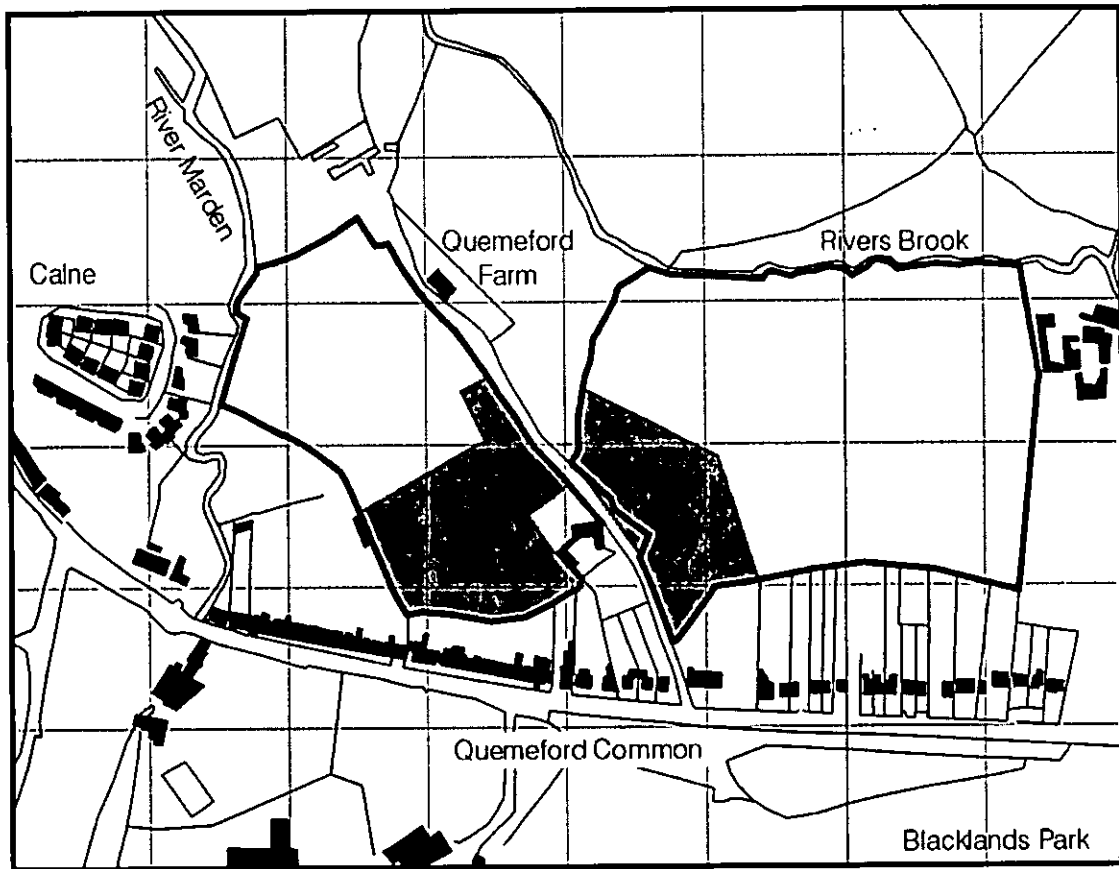 River Marden
Calne
Quemeford
Farm
Rivers Brook
Quemeford Common
Blacklands Park